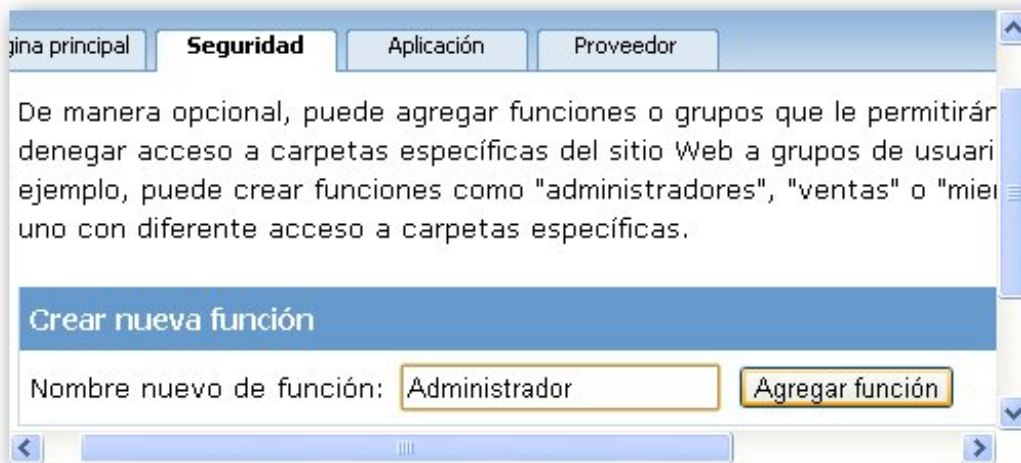 gina principal Seguridad Aplicación Proveedor
De manera opcional, puede agregar funciones o grupos que le permitirán
denegar acceso a carpetas específicas del sitio Web a grupos de usuari
ejemplo, puede crear funciones como "administradores", "ventas" o "mier
uno con diferente acceso a carpetas específicas.
Crear nueva función
Nombre nuevo de función: Administrador Agregar función